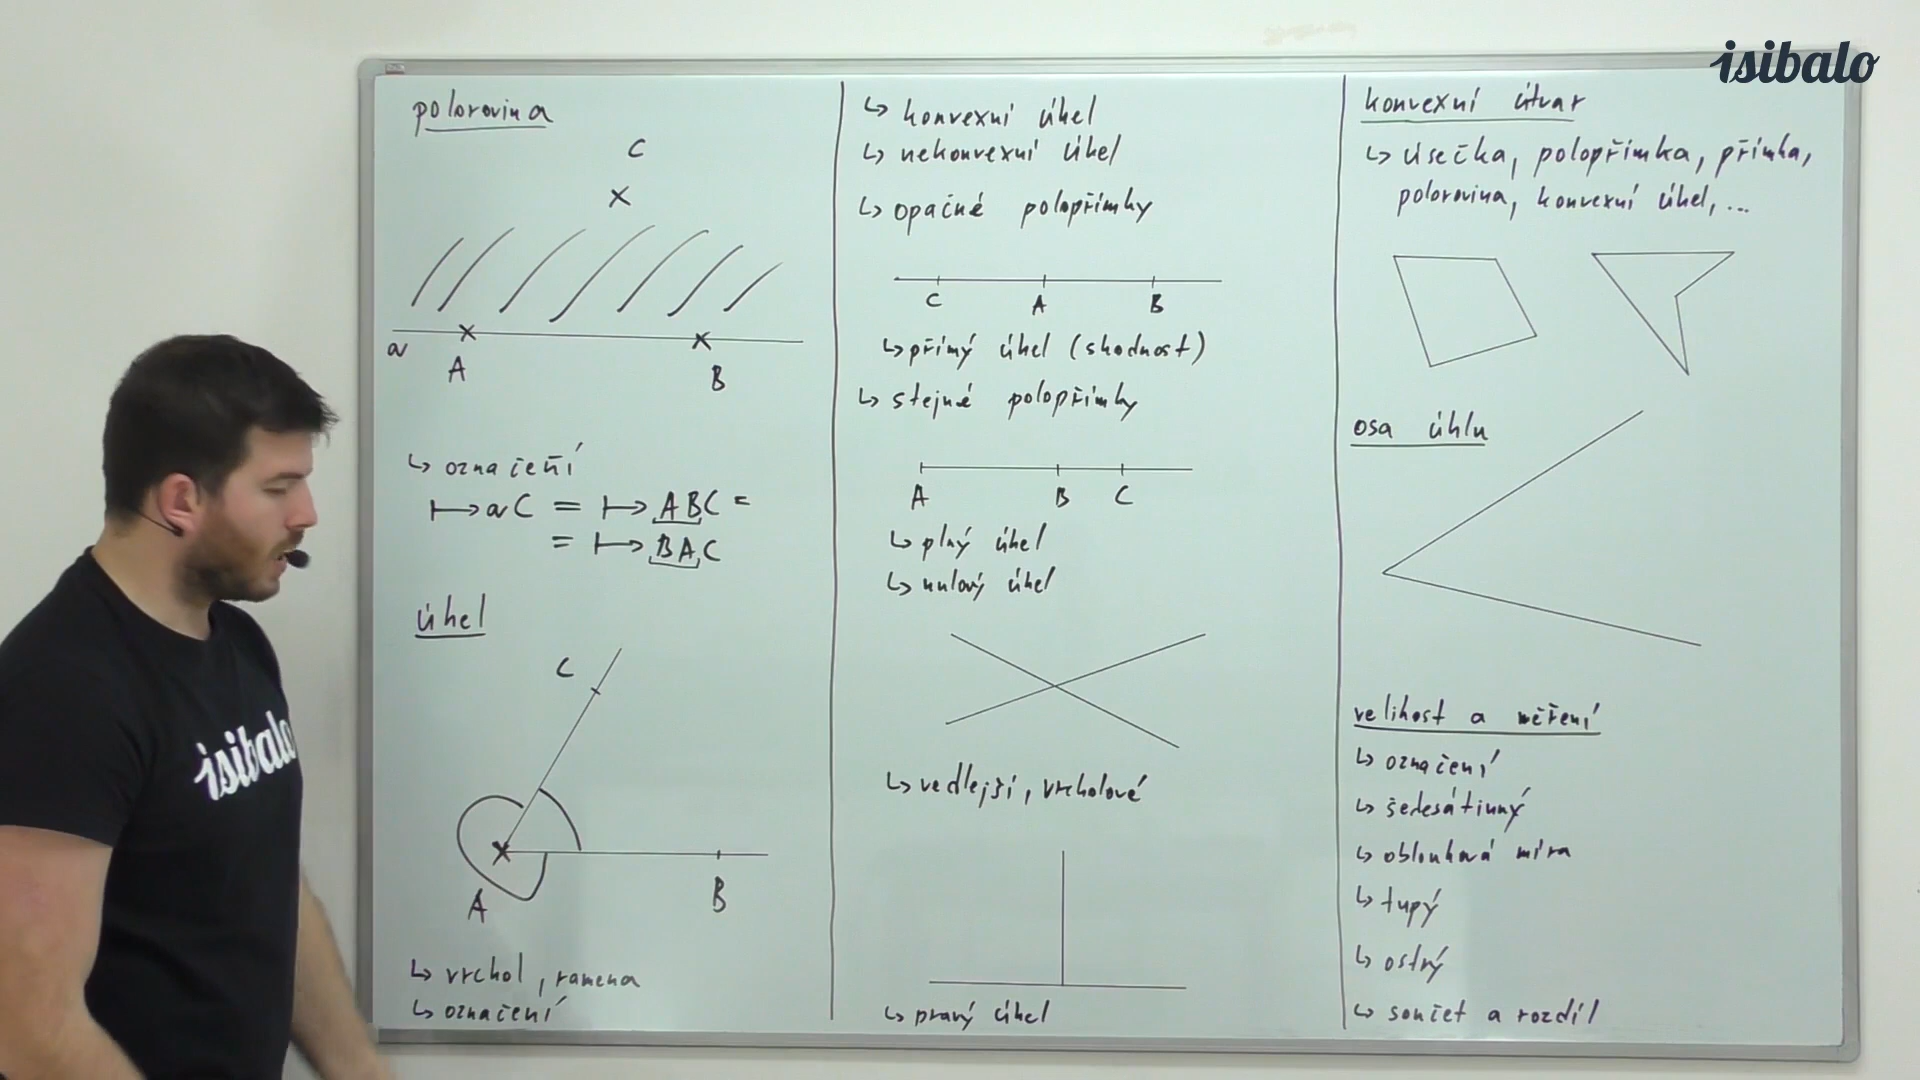 isibalo
polorovina
C
a
A
B
↳ označení
↦ aC = ↦ ABC =
= ↦ BAC
úhel
C
A
B
↳ vrchol, ramena
↳ označení
↳ konvexní úhel
↳ nekonvexní úhel
↳ opačné polopřímky
C A B
↳ přímý úhel (shodnost)
↳ stejné polopřímky
A B C
↳ plný úhel
↳ nulový úhel
↳ vedlejší, vrcholové
↳ pravý úhel
konvexní útvar
↳ úsečka, polopřímka, přímka,
polorovina, konvexní úhel, ...
osa úhlu
velikost a měření
↳ označení
↳ šedesátinný
↳ oblouková míra
↳ tupý
↳ ostrý
↳ součet a rozdíl
isibalo